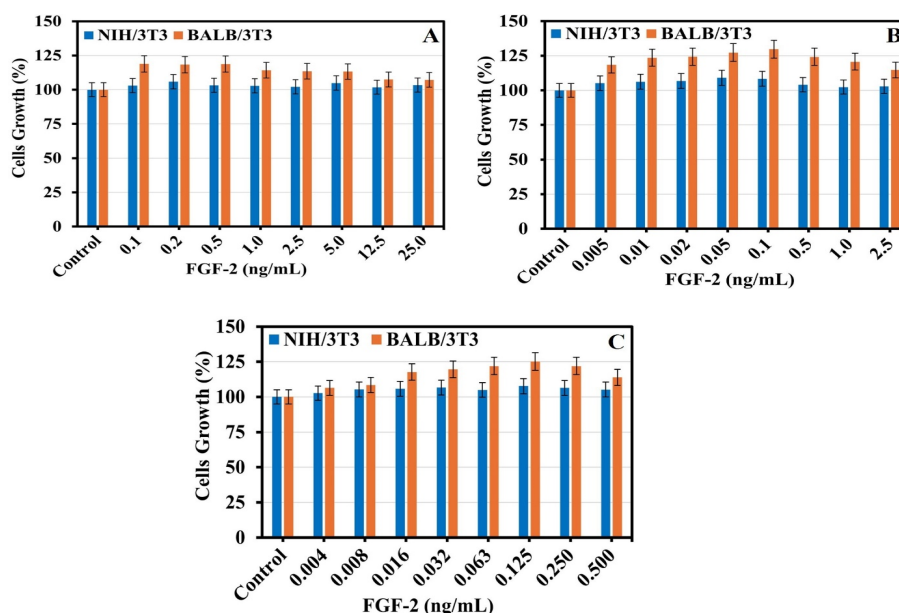 NIH/3T3 BALB/3T3 A
150
125
100
75
50
25
0
Cells Growth (%)
Control 0.1 0.2 0.5 1.0 2.5 5.0 12.5 25.0
FGF-2 (ng/mL)
NIH/3T3 BALB/3T3 B
150
125
100
75
50
25
0
Cells Growth (%)
Control 0.005 0.01 0.02 0.05 0.1 0.5 1.0 2.5
FGF-2 (ng/mL)
NIH/3T3 BALB/3T3 C
150
125
100
75
50
25
0
Cells Growth (%)
Control 0.004 0.008 0.016 0.032 0.063 0.125 0.250 0.500
FGF-2 (ng/mL)